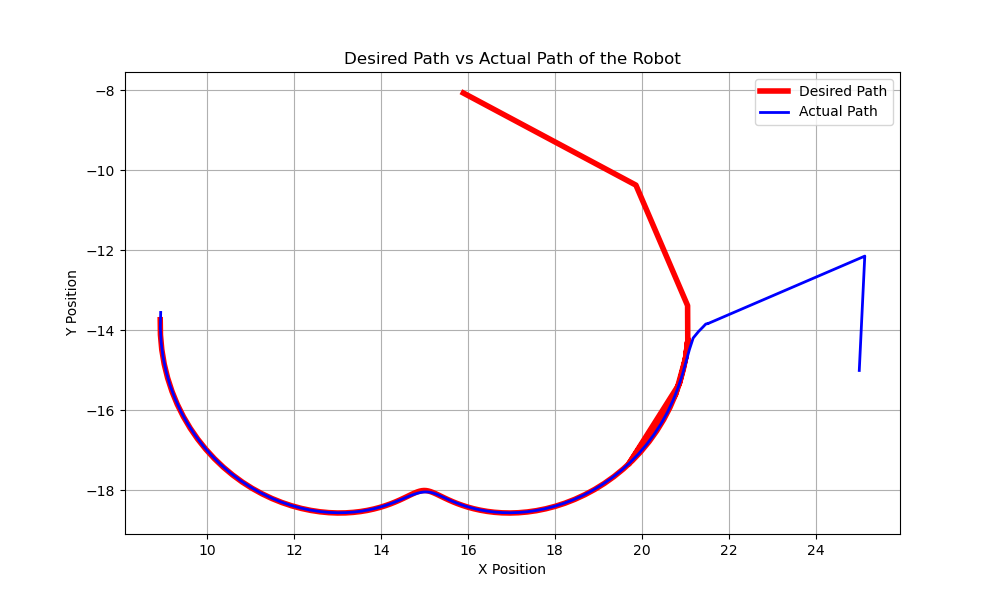 Desired Path vs Actual Path of the Robot
Desired Path
Actual Path
Y Position
−8
−10
−12
−14
−16
−18
10 12 14 16 18 20 22 24
X Position